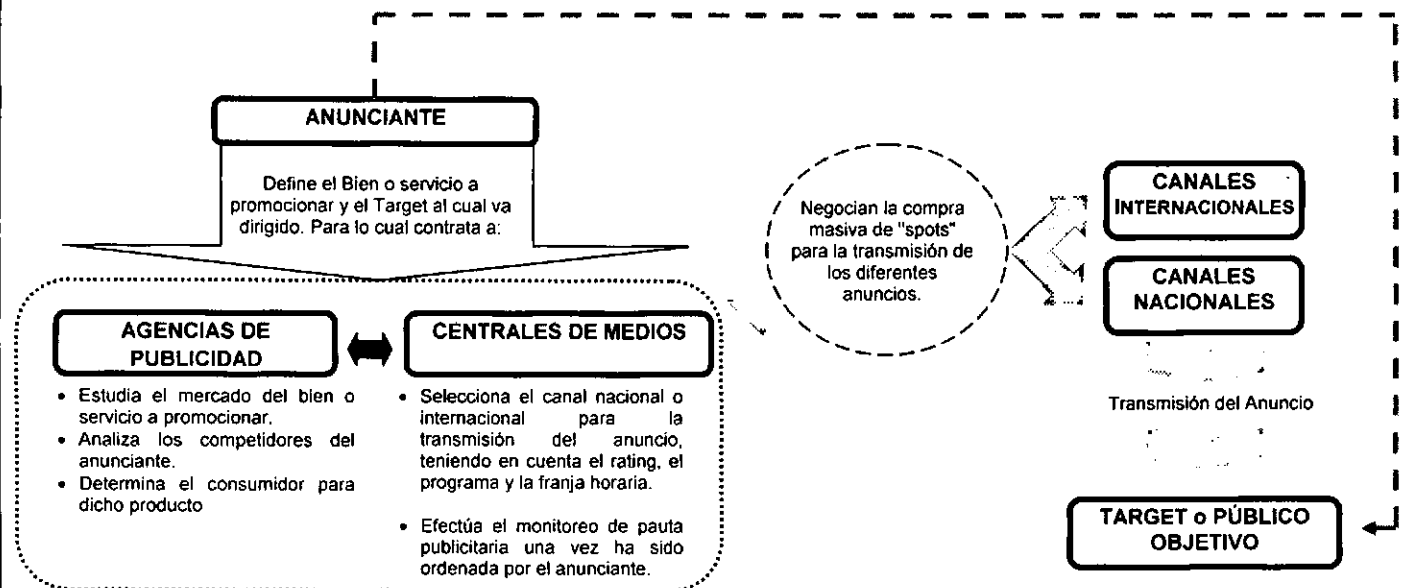 ANUNCIANTE
Define el Bien o servicio a
promocionar y el Target al cual va
dirigido. Para lo cual contrata a:
AGENCIAS DE
PUBLICIDAD
• Estudia el mercado del bien o
servicio a promocionar.
• Analiza los competidores del
anunciante.
• Determina el consumidor para
dicho producto
CENTRALES DE MEDIOS
• Selecciona el canal nacional o
internacional para la
transmisión del anuncio,
teniendo en cuenta el rating, el
programa y la franja horaria.
• Efectúa el monitoreo de pauta
publicitaria una vez ha sido
ordenada por el anunciante.
Negocian la compra
masiva de "spots"
para la transmisión de
los diferentes
anuncios.
CANALES
INTERNACIONALES
CANALES
NACIONALES
Transmisión del Anuncio
TARGET o PÚBLICO
OBJETIVO